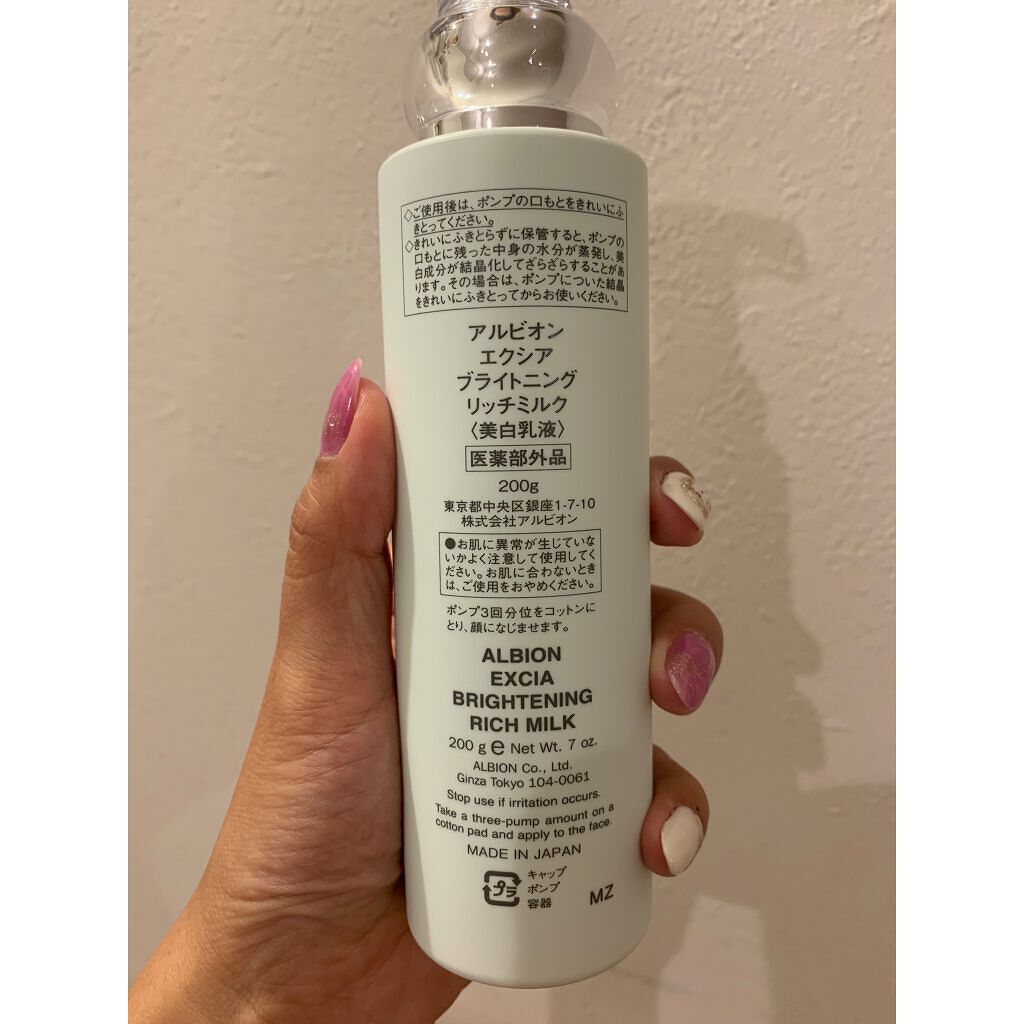 ◇ご使用後は、ポンプの口もとをきれいにふ
きとってください。
◇きれいにふきとらずに保管すると、ポンプの
口もとに残った中身の水分が蒸発し、美
白成分が結晶化してざらざらすることがあ
ります。その場合は、ポンプについた結晶
をきれいにふきとってからお使いください。
アルビオン
エクシア
ブライトニング
リッチミルク
〈美白乳液〉
医薬部外品
200g
東京都中央区銀座1-7-10
株式会社アルビオン
●お肌に異常が生じていな
いかよく注意して使用してく
ださい。お肌に合わないとき
は、ご使用をおやめください。
ポンプ3回分位をコットンに
とり、顔になじませます。
ALBION
EXCIA
BRIGHTENING
RICH MILK
200 g e Net Wt. 7 oz.
ALBION Co., Ltd.
Ginza Tokyo 104-0061
Stop use if irritation occurs.
Take a three-pump amount on a
cotton pad and apply to the face.
MADE IN JAPAN
プラ
キャップ
ポンプ
容器
MZ